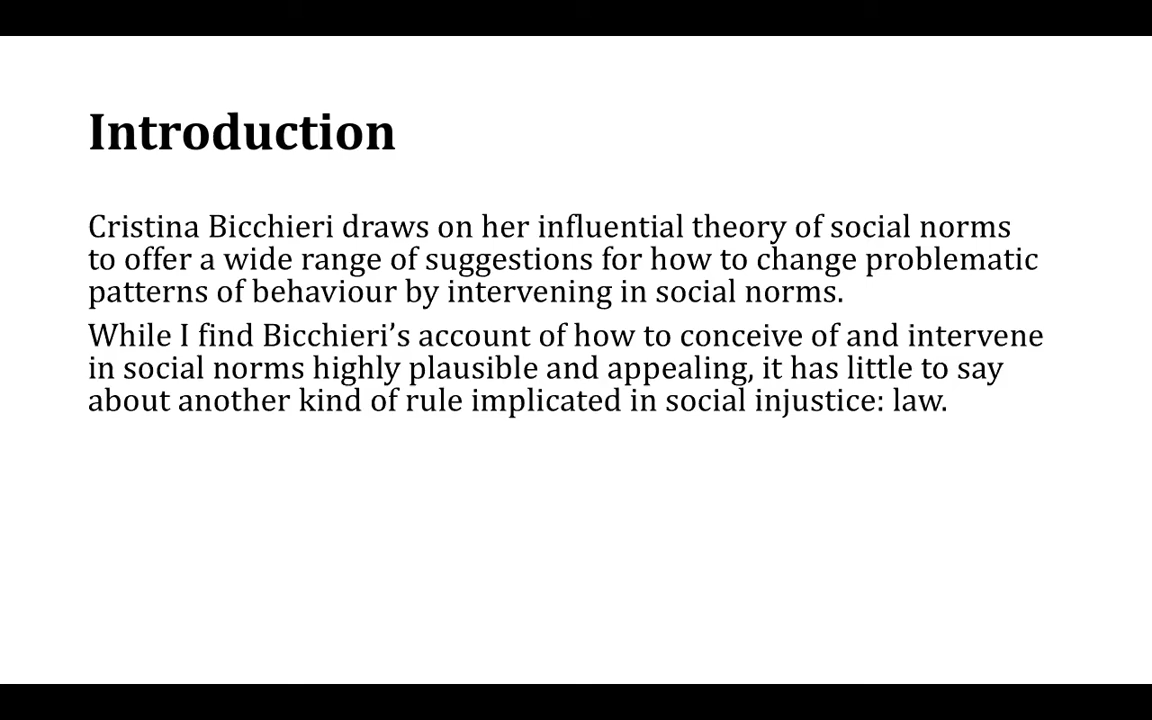 Introduction
Cristina Bicchieri draws on her influential theory of social norms
to offer a wide range of suggestions for how to change problematic
patterns of behaviour by intervening in social norms.
While I find Bicchieri’s account of how to conceive of and intervene
in social norms highly plausible and appealing, it has little to say
about another kind of rule implicated in social injustice: law.